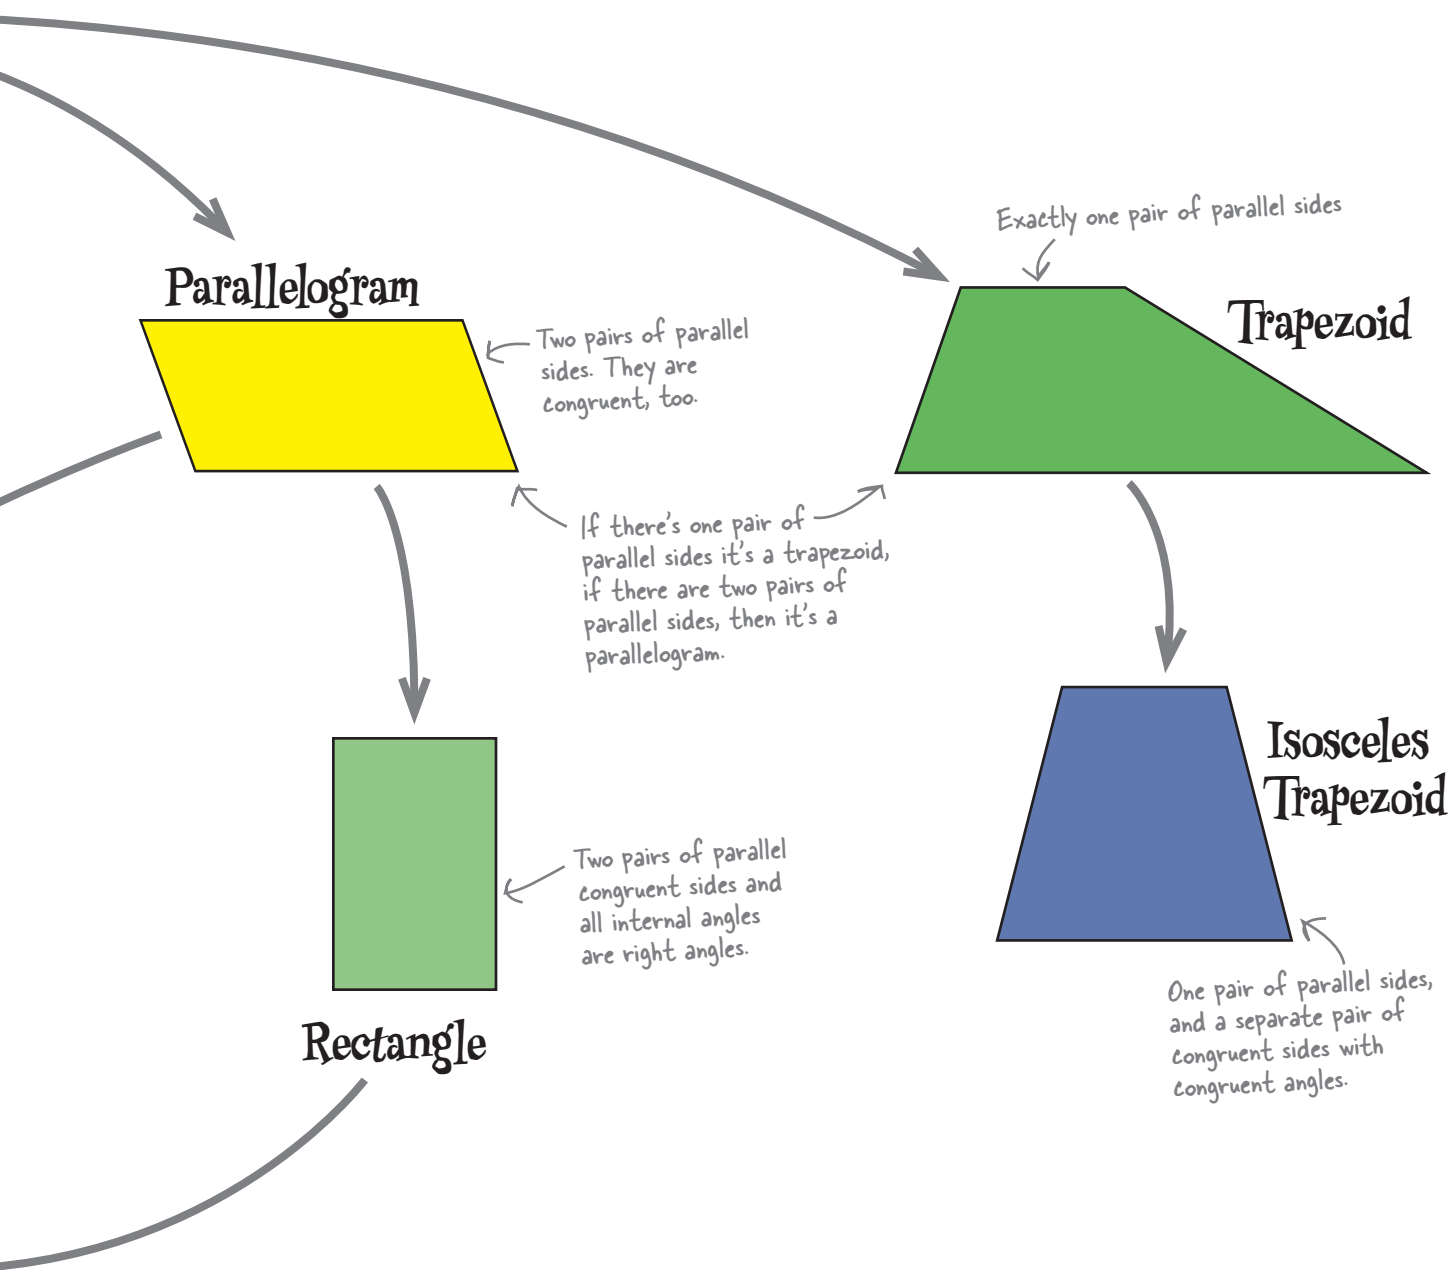 Exactly one pair of parallel sides
Parallelogram
Trapezoid
Two pairs of parallel
sides. They are
congruent, too.
If there's one pair of
parallel sides it's a trapezoid,
if there are two pairs of
parallel sides, then it's a
parallelogram.
Isosceles
Trapezoid
Two pairs of parallel
congruent sides and
all internal angles
are right angles.
One pair of parallel sides,
and a separate pair of
congruent sides with
congruent angles.
Rectangle